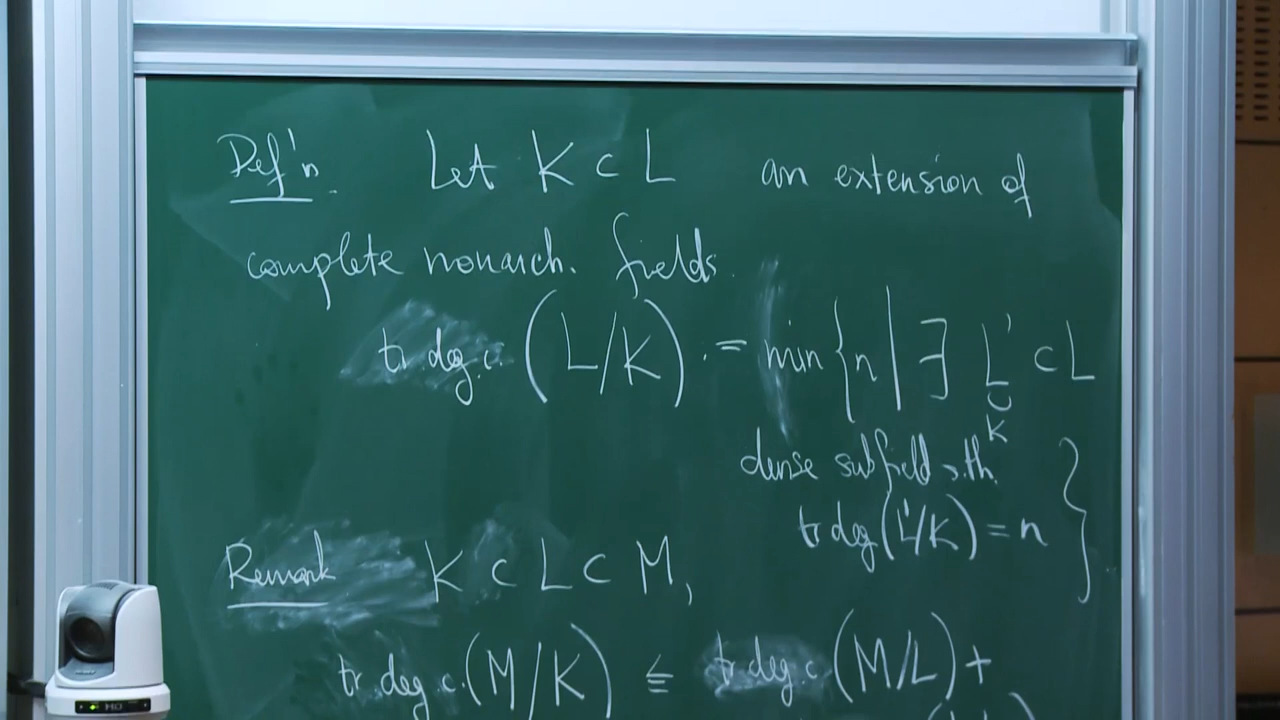 Def'n. Let K ⊂ L an extension of
complete nonarch. fields.
tr.deg.c. (L/K) := min {n | ∃ L' ⊂ L
∪
K
dense subfield s.th.
tr deg (L'/K) = n }
Remark K ⊂ L ⊂ M,
tr.deg.c. (M/K) ≤ tr.deg.c. (M/L) +